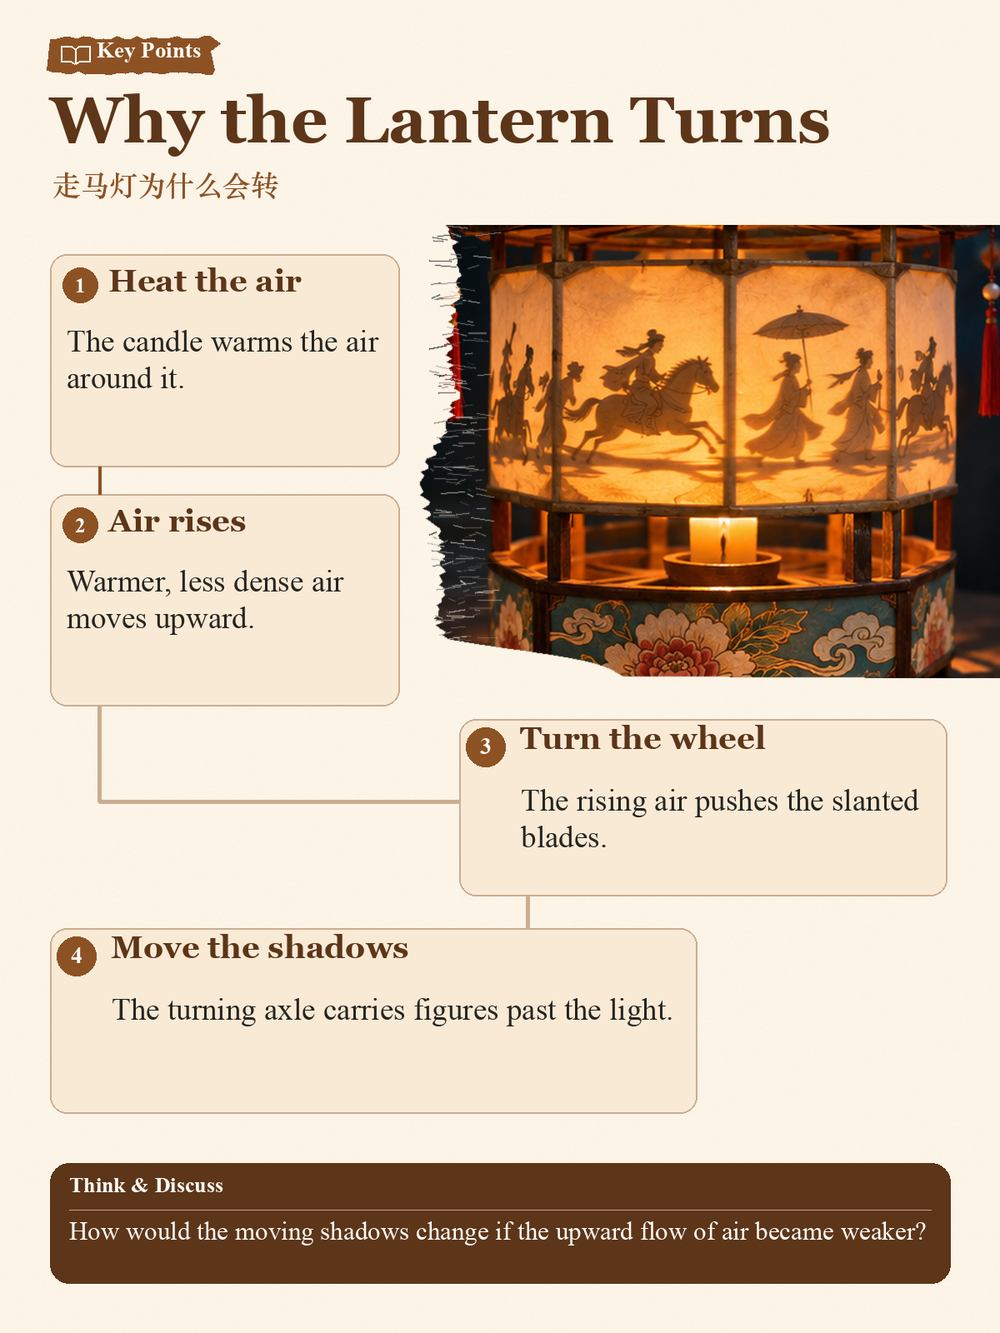 Key Points
Why the Lantern Turns
走马灯为什么会转
1 Heat the air
The candle warms the air
around it.
2 Air rises
Warmer, less dense air
moves upward.
3 Turn the wheel
The rising air pushes the slanted
blades.
4 Move the shadows
The turning axle carries figures past the light.
Think & Discuss
How would the moving shadows change if the upward flow of air became weaker?